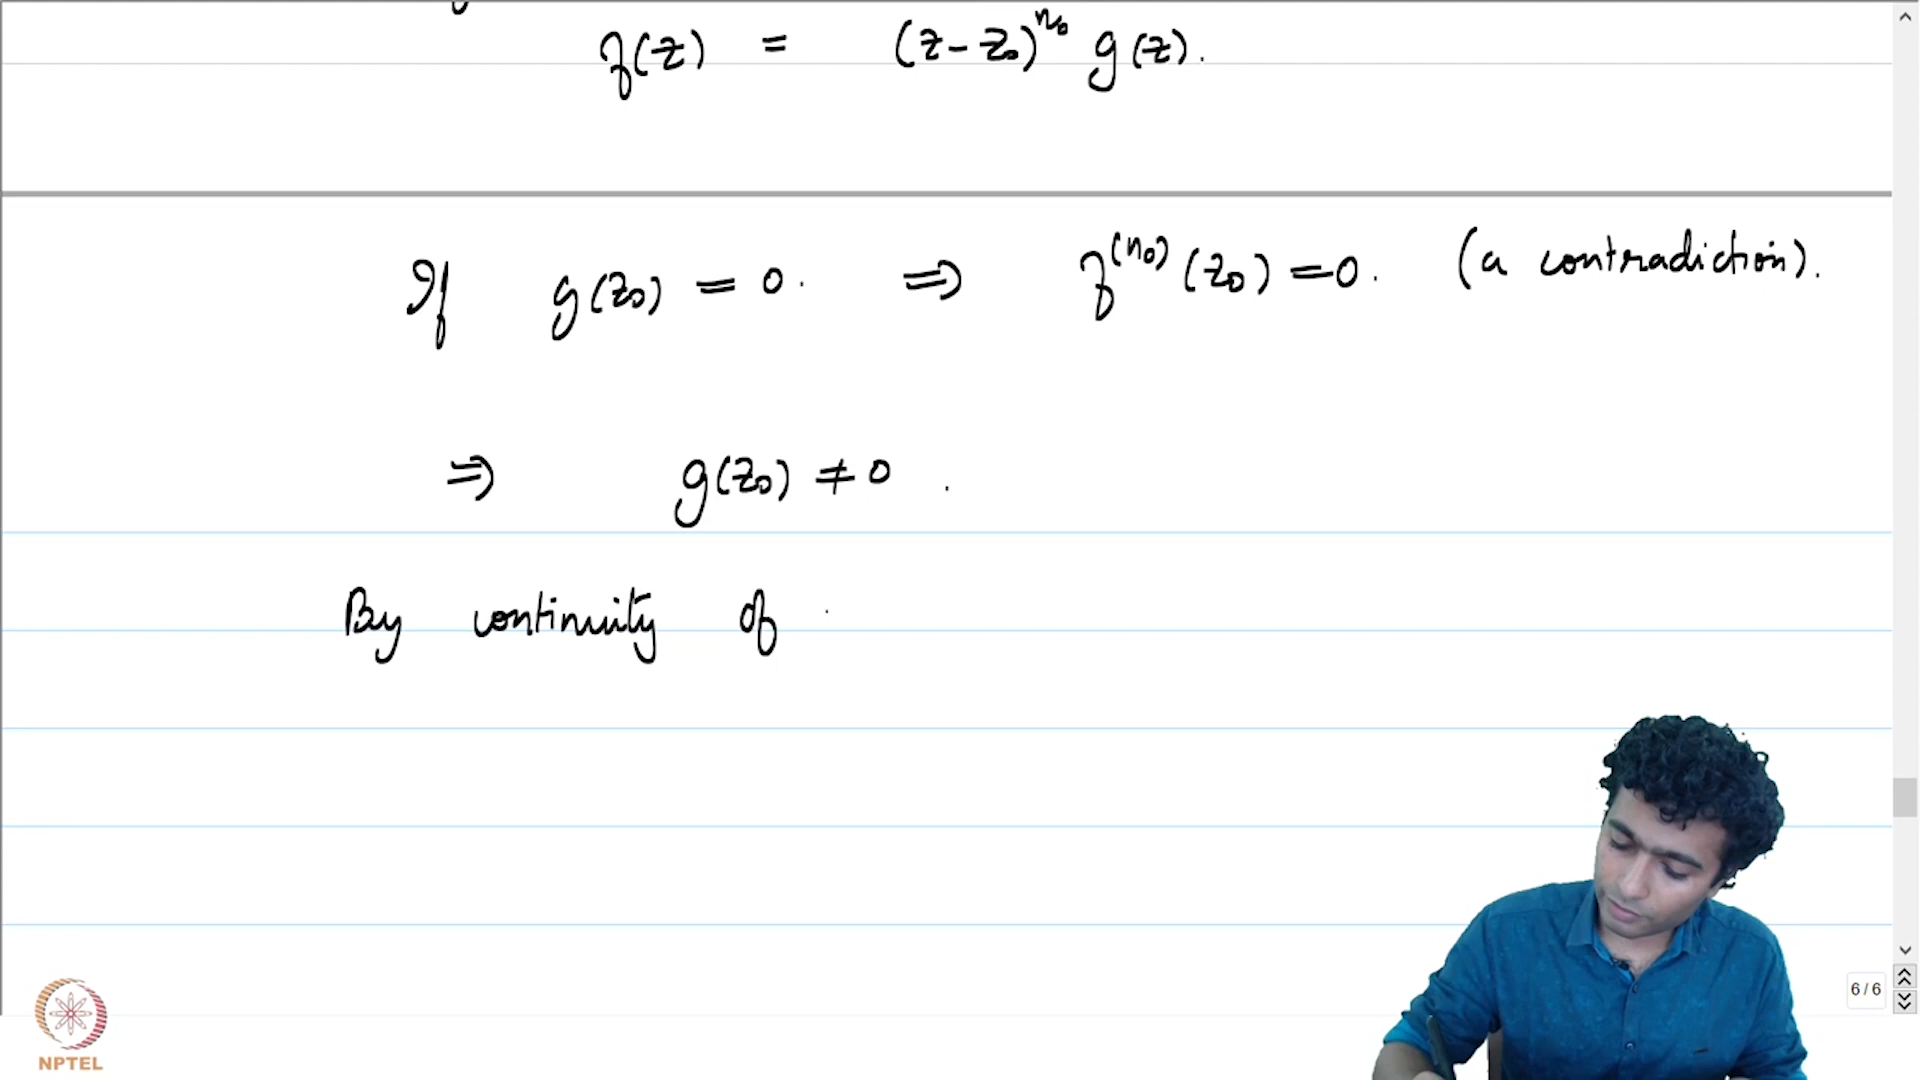 f(z) = (z-z₀)^n₀ g(z).
If g(z₀) = 0. ⇒ f^(n₀) (z₀) = 0. (a contradiction).
⇒ g(z₀) ≠ 0 .
By continuity of
6 / 6
NPTEL